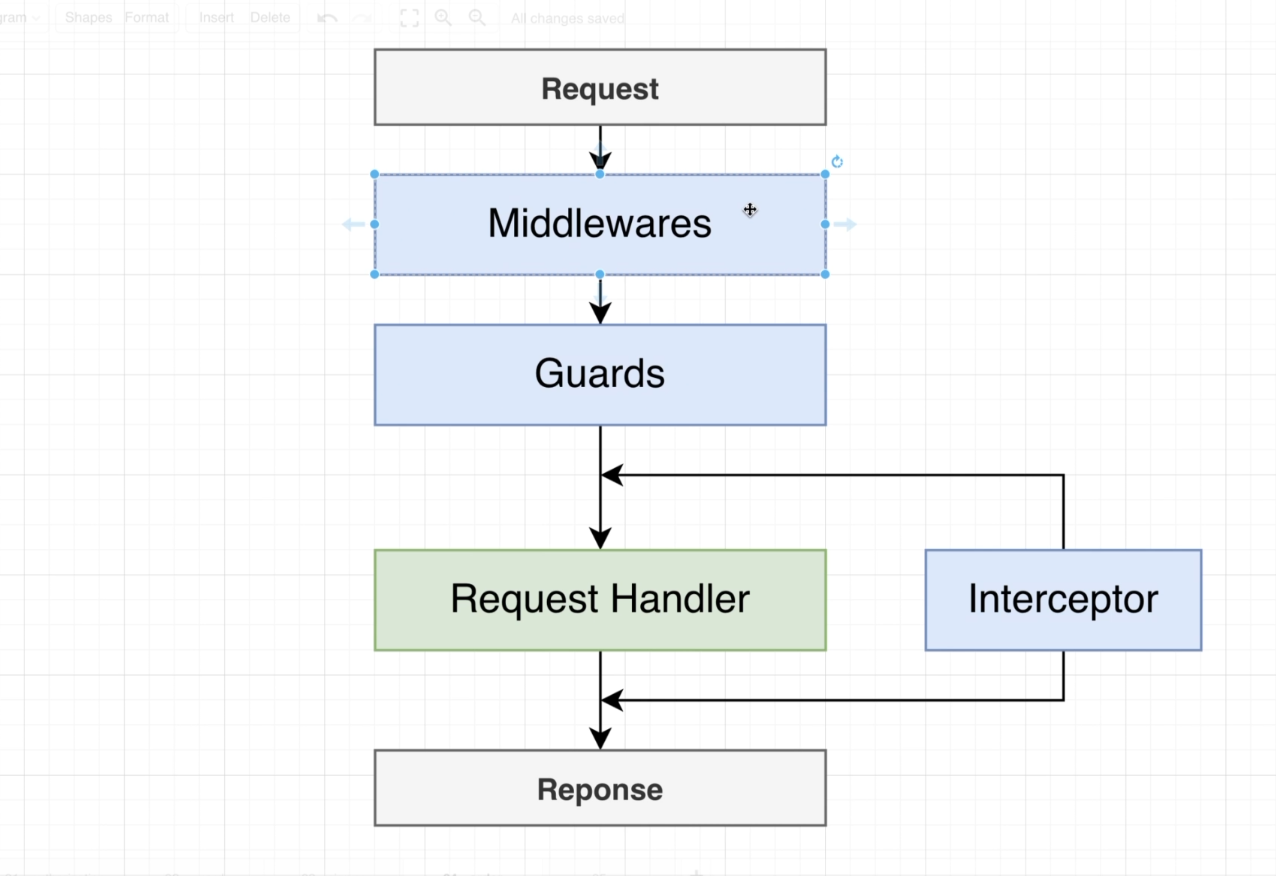 gram Shapes Format Insert Delete All changes saved
Request
Middlewares
Guards
Request Handler
Interceptor
Reponse